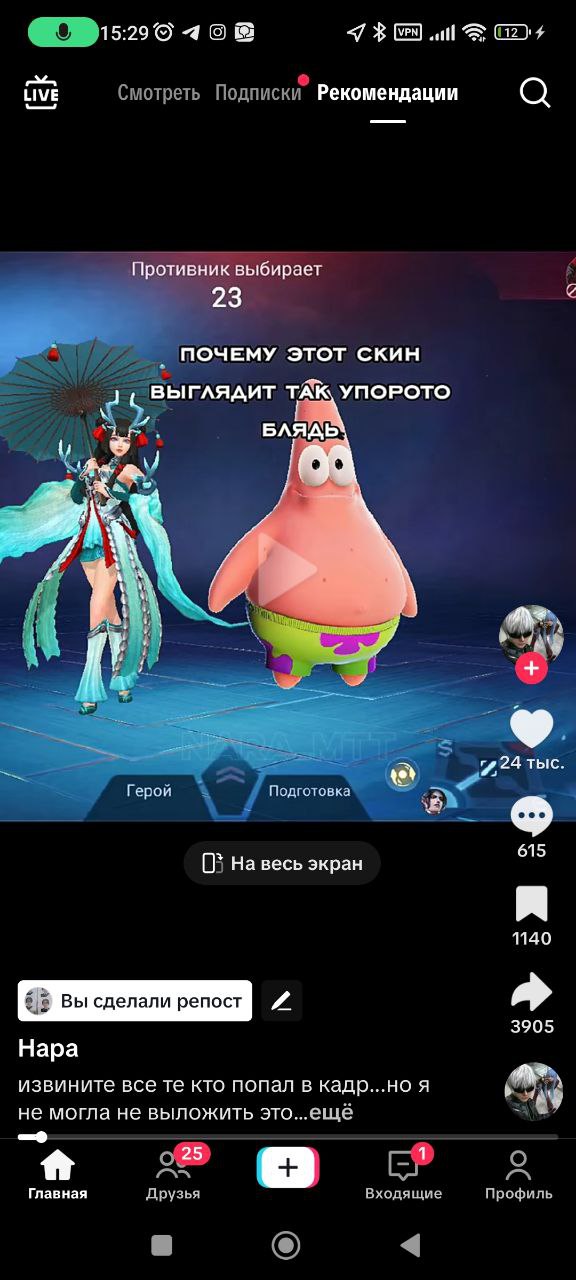 15:29
VPN
12
LIVE
Смотреть Подписки Рекомендации
Противник выбирает
23
ПОЧЕМУ ЭТОТ СКИН
ВЫГЛЯДИТ ТАК УПОРОТО
БЛЯДЬ
NARA_MTT
Герой
Подготовка
24 тыс.
615
На весь экран
1140
Вы сделали репост
3905
Нара
извините все те кто попал в кадр...но я
не могла не выложить это...ещё
25
1
Главная
Друзья
Входящие
Профиль